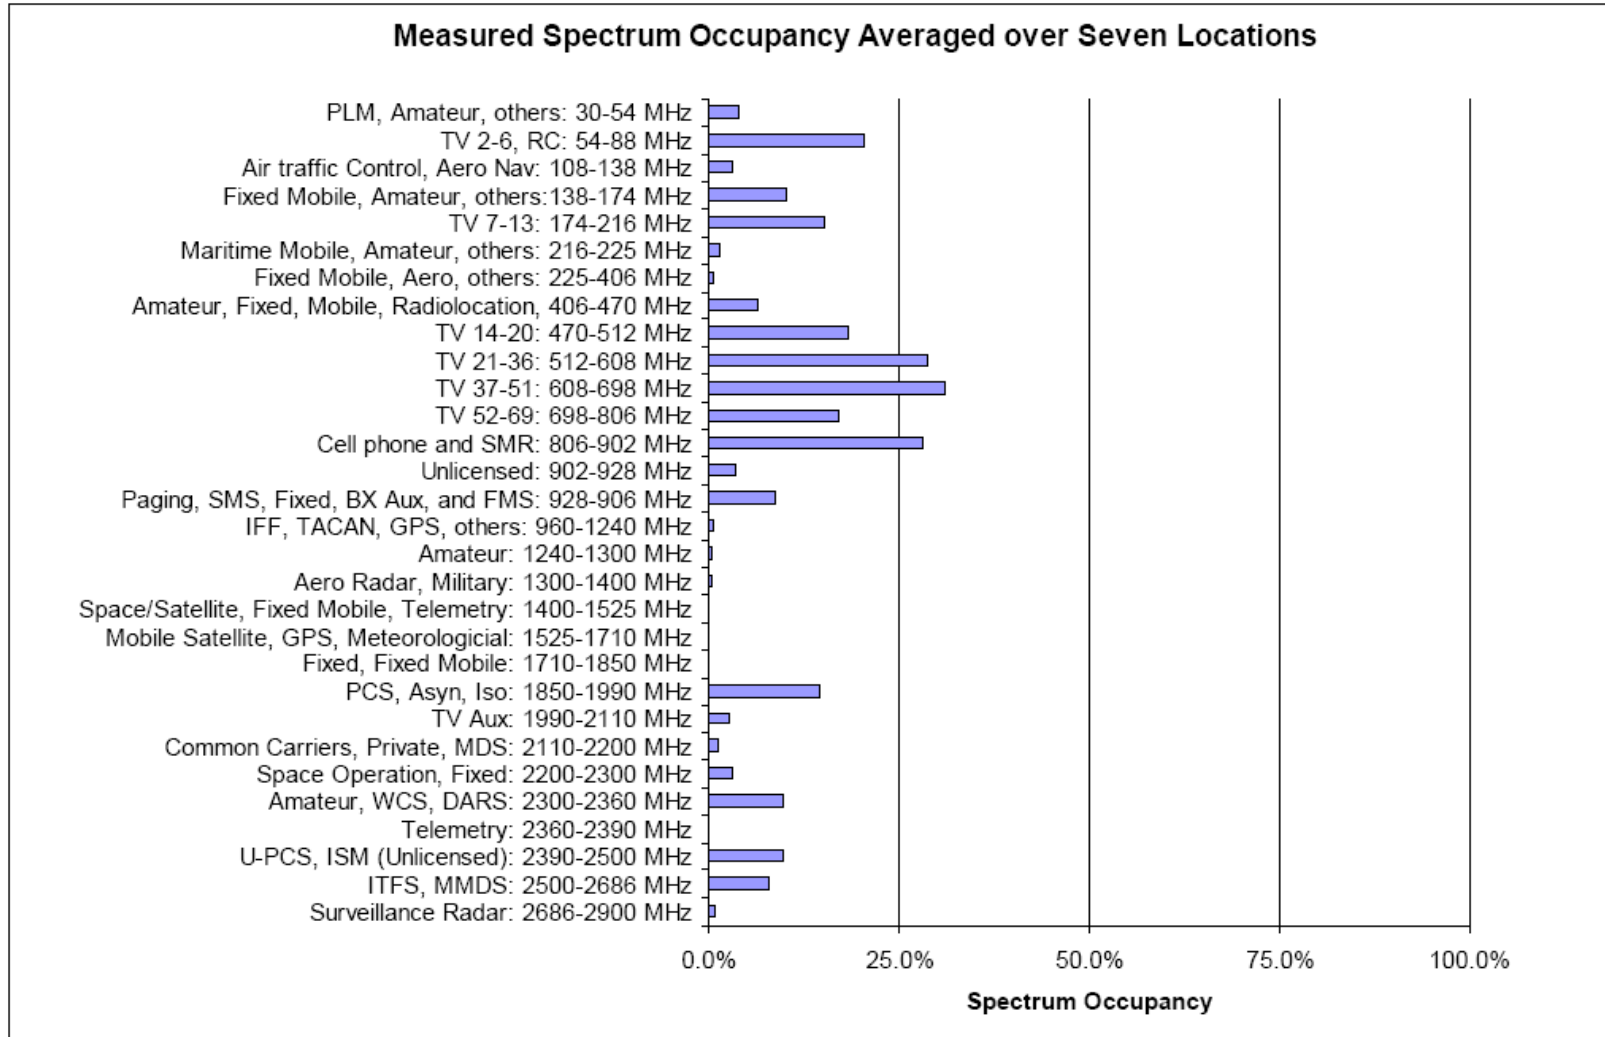 Measured Spectrum Occupancy Averaged over Seven Locations
PLM, Amateur, others: 30-54 MHz
TV 2-6, RC: 54-88 MHz
Air traffic Control, Aero Nav: 108-138 MHz
Fixed Mobile, Amateur, others:138-174 MHz
TV 7-13: 174-216 MHz
Maritime Mobile, Amateur, others: 216-225 MHz
Fixed Mobile, Aero, others: 225-406 MHz
Amateur, Fixed, Mobile, Radiolocation, 406-470 MHz
TV 14-20: 470-512 MHz
TV 21-36: 512-608 MHz
TV 37-51: 608-698 MHz
TV 52-69: 698-806 MHz
Cell phone and SMR: 806-902 MHz
Unlicensed: 902-928 MHz
Paging, SMS, Fixed, BX Aux, and FMS: 928-906 MHz
IFF, TACAN, GPS, others: 960-1240 MHz
Amateur: 1240-1300 MHz
Aero Radar, Military: 1300-1400 MHz
Space/Satellite, Fixed Mobile, Telemetry: 1400-1525 MHz
Mobile Satellite, GPS, Meteorologicial: 1525-1710 MHz
Fixed, Fixed Mobile: 1710-1850 MHz
PCS, Asyn, Iso: 1850-1990 MHz
TV Aux: 1990-2110 MHz
Common Carriers, Private, MDS: 2110-2200 MHz
Space Operation, Fixed: 2200-2300 MHz
Amateur, WCS, DARS: 2300-2360 MHz
Telemetry: 2360-2390 MHz
U-PCS, ISM (Unlicensed): 2390-2500 MHz
ITFS, MMDS: 2500-2686 MHz
Surveillance Radar: 2686-2900 MHz
0.0% 25.0% 50.0% 75.0% 100.0%
Spectrum Occupancy